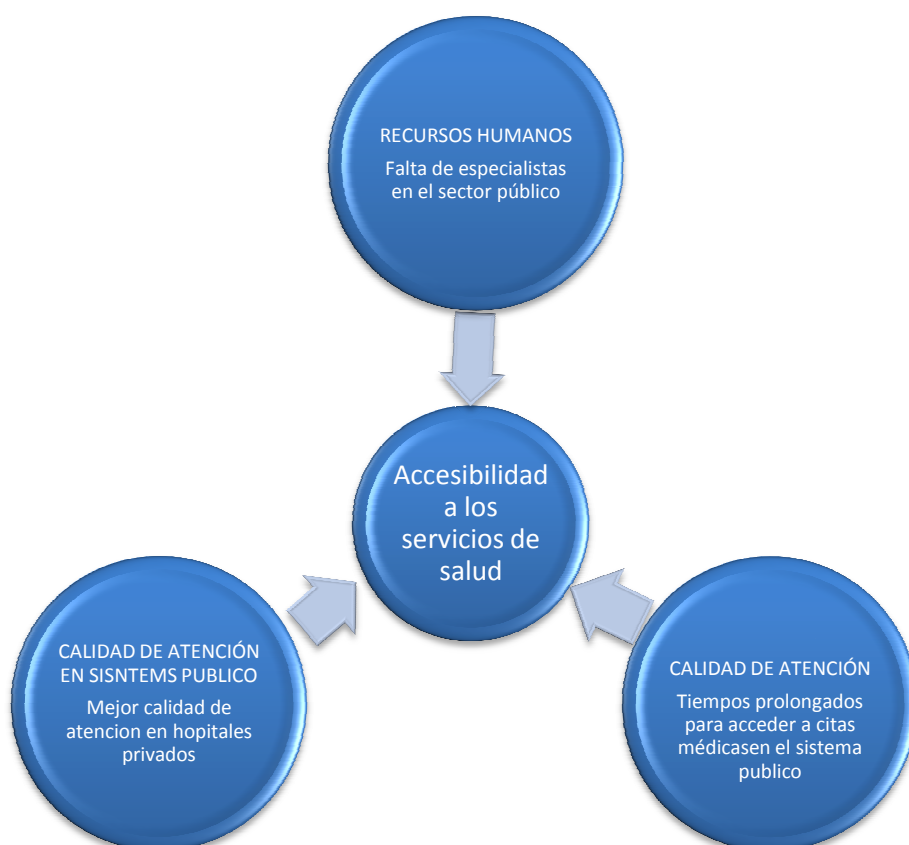 RECURSOS HUMANOS
Falta de especialistas
en el sector público
Accesibilidad
a los
servicios de
salud
CALIDAD DE ATENCIÓN
EN SISNTEMS PUBLICO
Mejor calidad de
atencion en hopitales
privados
CALIDAD DE ATENCIÓN
Tiempos prolongados
para acceder a citas
médicasen el sistema
publico